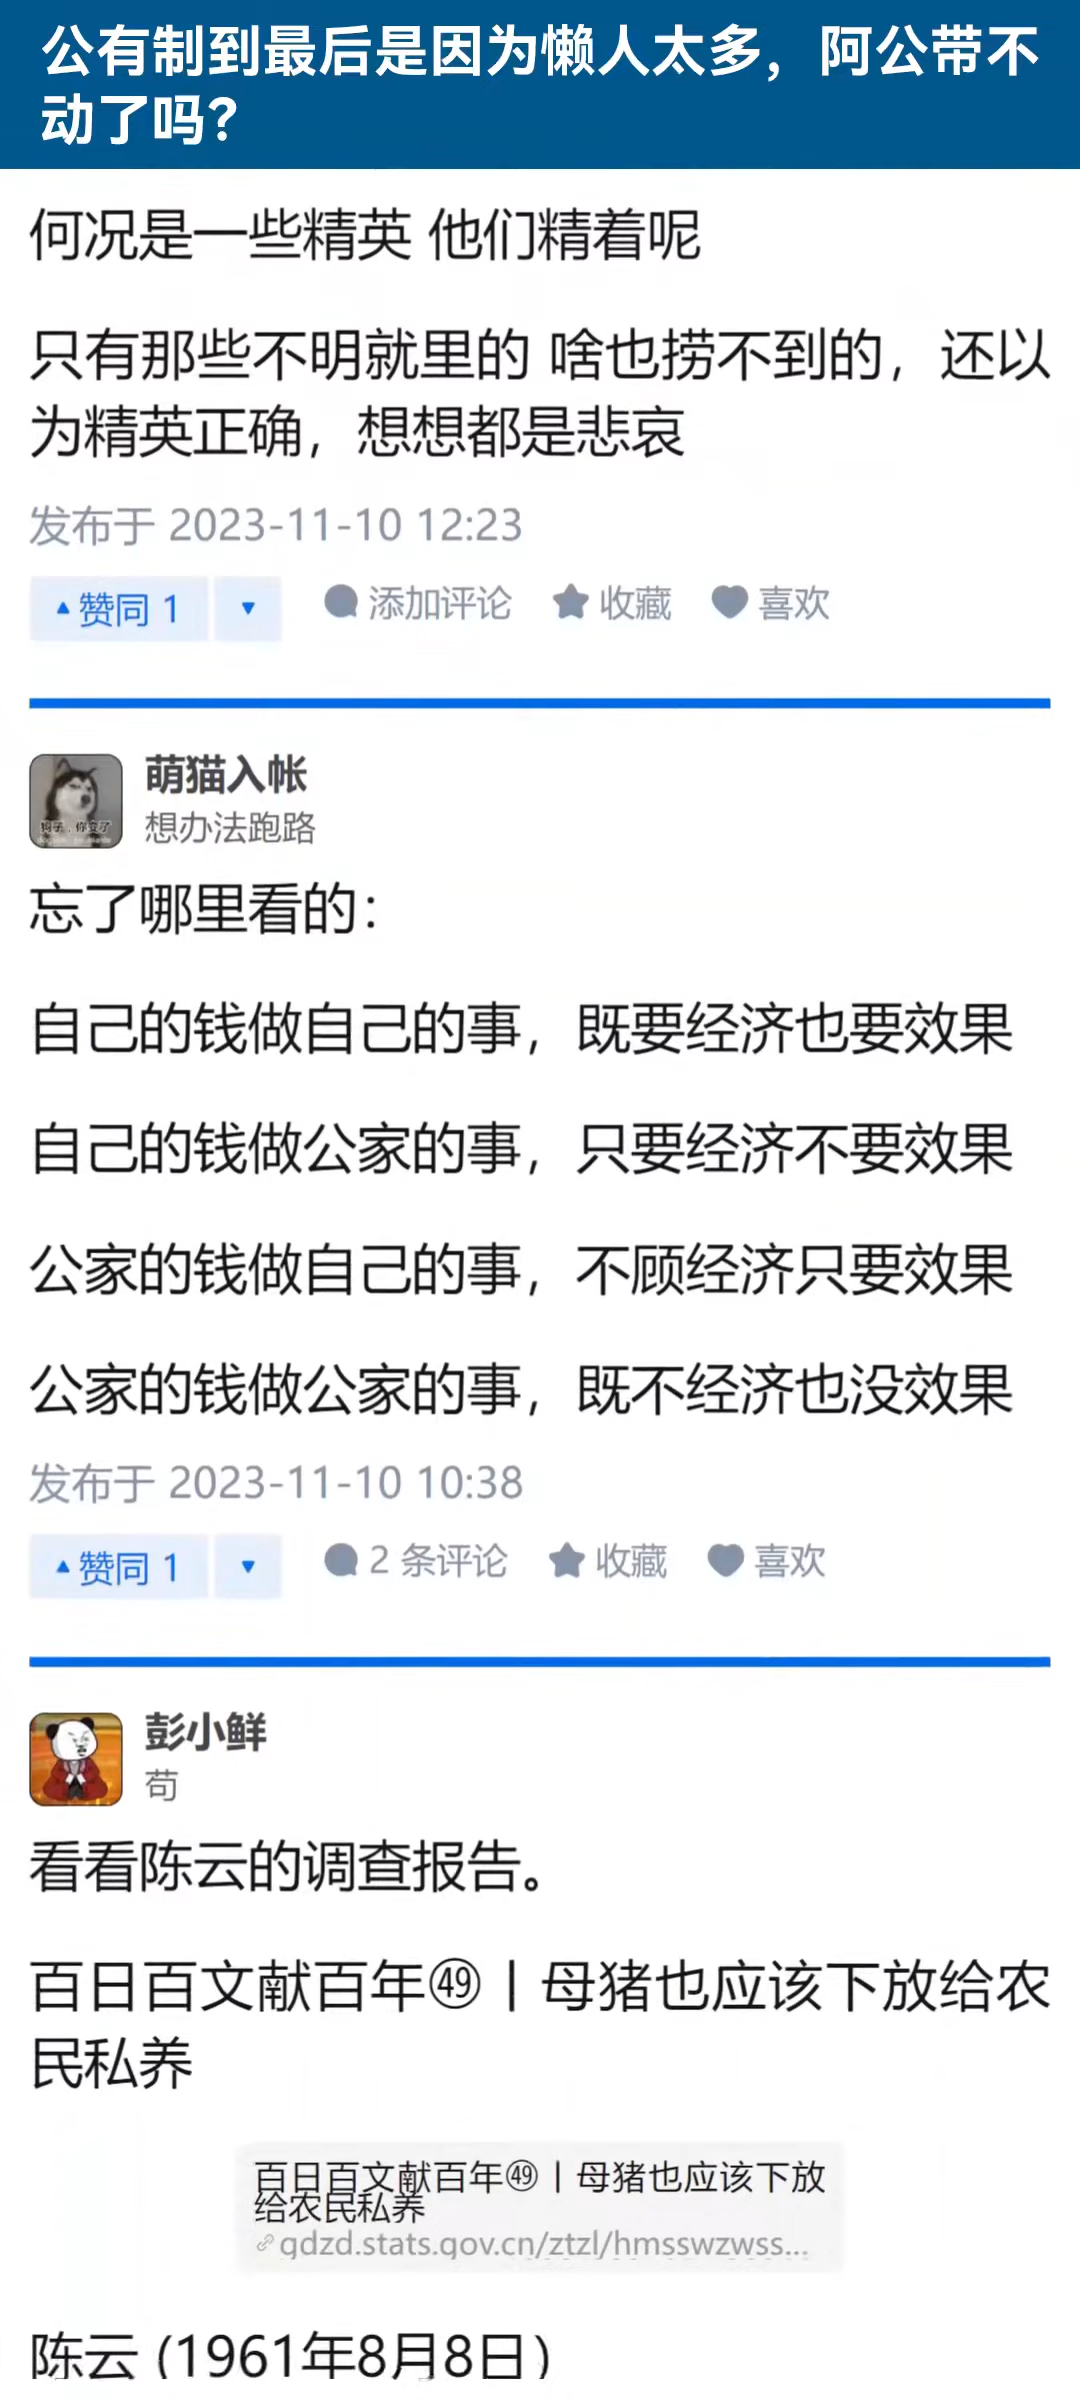 公有制到最后是因为懒人太多，阿公带不
动了吗？
何况是一些精英 他们精着呢
只有那些不明就里的 啥也捞不到的，还以
为精英正确，想想都是悲哀
发布于 2023-11-10 12:23
赞同 1 添加评论 收藏 喜欢
萌猫入帐
狗子，你变了
想办法跑路
忘了哪里看的：
自己的钱做自己的事，既要经济也要效果
自己的钱做公家的事，只要经济不要效果
公家的钱做自己的事，不顾经济只要效果
公家的钱做公家的事，既不经济也没效果
发布于 2023-11-10 10:38
赞同 1 2 条评论 收藏 喜欢
彭小鲜
苟
看看陈云的调查报告。
百日百文献百年㊾丨母猪也应该下放给农
民私养
百日百文献百年㊾丨母猪也应该下放
给农民私养
gdzd.stats.gov.cn/ztzl/hmsswzwss...
陈云 (1961年8月8日)